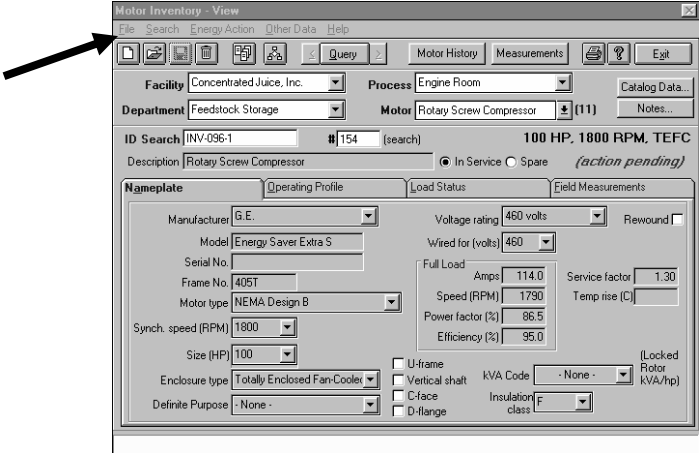 Motor Inventory - View
File Search Energy Action Other Data Help
< Query > Motor History Measurements ? Exit
Facility Concentrated Juice, Inc. Process Engine Room Catalog Data...
Department Feedstock Storage Motor Rotary Screw Compressor (11) Notes...
ID Search INV-096-1 # 154 (search) 100 HP, 1800 RPM, TEFC
Description Rotary Screw Compressor In Service Spare (action pending)
Nameplate Operating Profile Load Status Field Measurements
Manufacturer G.E. Voltage rating 460 volts Rewound
Model Energy Saver Extra S Wired for (volts) 460
Serial No. Full Load
Frame No. 405T Amps 114.0 Service factor 1.30
Motor type NEMA Design B Speed (RPM) 1790 Temp rise (C)
Synch. speed (RPM) 1800 Power factor (%) 86.5
Efficiency (%) 95.0
Size (HP) 100 U-frame (Locked
Enclosure type Totally Enclosed Fan-Cooled Vertical shaft kVA Code - None - Rotor
kVA/hp)
Definite Purpose - None - C-face Insulation
D-flange class F